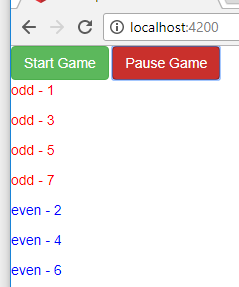 localhost:4200
Start Game Pause Game
odd - 1
odd - 3
odd - 5
odd - 7
even - 2
even - 4
even - 6